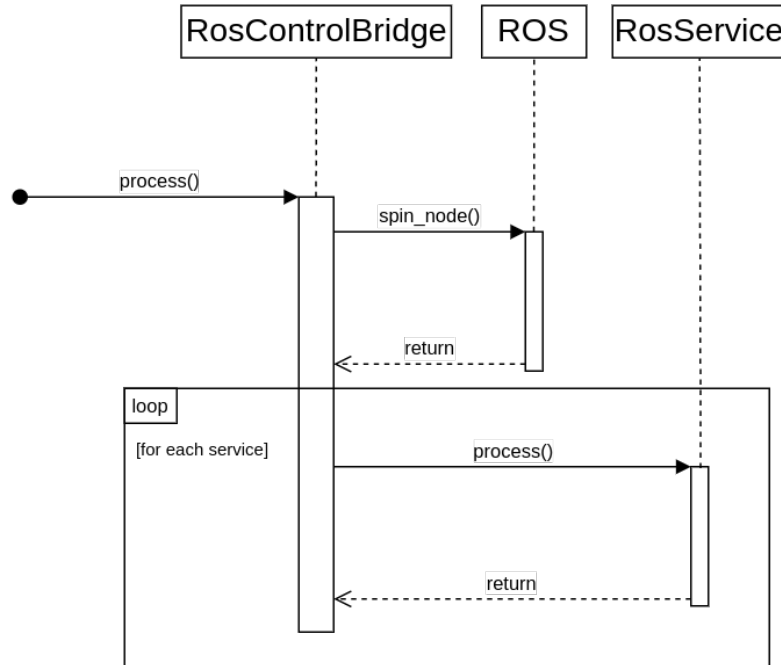 RosControlBridge
ROS
RosService
process()
spin_node()
return
loop
[for each service]
process()
return